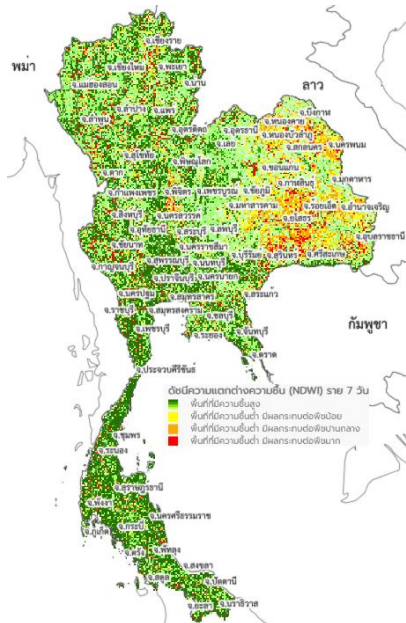 พม่า
ลาว
กัมพูชา
จ.เชียงราย
จ.เชียงใหม่
จ.พะเยา
จ.แม่ฮ่องสอน
จ.น่าน
จ.ลำปาง
จ.แพร่
จ.ลำพูน
จ.อุตรดิตถ์
จ.อุดรธานี
จ.บึงกาฬ
จ.หนองคาย
จ.หนองบัวลำภู
จ.เลย
จ.สกลนคร
จ.นครพนม
จ.สุโขทัย
จ.พิษณุโลก
จ.ตาก
จ.ขอนแก่น
จ.กาฬสินธุ์
จ.มุกดาหาร
จ.กำแพงเพชร
จ.พิจิตร
จ.เพชรบูรณ์
จ.ชัยภูมิ
จ.มหาสารคาม
จ.ร้อยเอ็ด
จ.อำนาจเจริญ
จ.ยโสธร
จ.สิงห์บุรี
จ.นครสวรรค์
จ.อุทัยธานี
จ.สระบุรี
จ.ลพบุรี
จ.อุบลราชธานี
จ.ชัยนาท
จ.นครราชสีมา
จ.บุรีรัมย์
จ.สุรินทร์
จ.ศรีสะเกษ
จ.กาญจนบุรี
จ.สุพรรณบุรี
จ.นนทบุรี
จ.ปราจีนบุรี
จ.นครนายก
จ.นครปฐม
จ.สมุทรสาคร
จ.สระแก้ว
จ.ราชบุรี
จ.สมุทรสงคราม
จ.ชลบุรี
จ.เพชรบุรี
จ.ระยอง
จ.จันทบุรี
จ.ตราด
จ.ประจวบคีรีขันธ์
ดัชนีความแตกต่างความชื้น (NDWI) ราย 7 วัน
พื้นที่ที่มีความชื้นสูง
พื้นที่ที่มีความชื้นต่ำ มีผลกระทบต่อพืชน้อย
พื้นที่ที่มีความชื้นต่ำ มีผลกระทบต่อพืชปานกลาง
พื้นที่ที่มีความชื้นต่ำ มีผลกระทบต่อพืชมาก
จ.ชุมพร
จ.ระนอง
จ.สุราษฎร์ธานี
จ.พังงา
จ.นครศรีธรรมราช
จ.กระบี่
จ.ภูเก็ต
จ.ตรัง
จ.พัทลุง
จ.สงขลา
จ.สตูล
จ.ปัตตานี
จ.ยะลา
จ.นราธิวาส